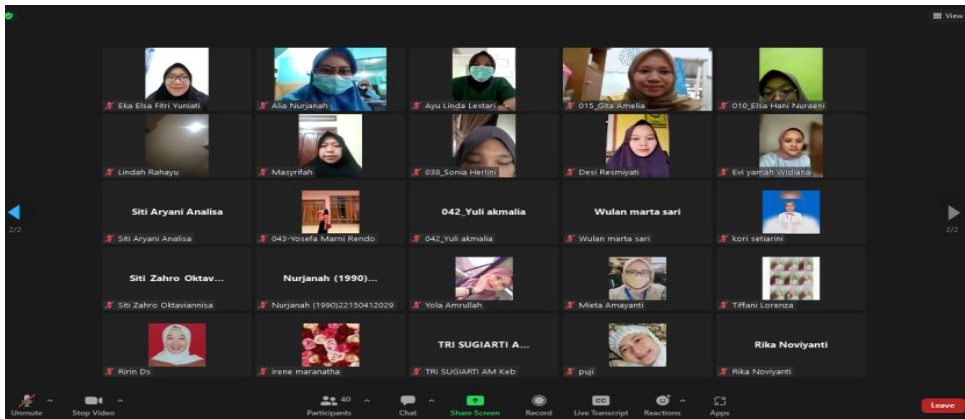 View
Eka Elsa Fitri Yuniati
Alia Nurjanah
Ayu Linda Lestari
015_Gita Amelia
010_Elsa Hani Nuraeni
Lindah Rahayu
Masyrifah
038_Sonia Herlini
Desi Resmiyati
Evi yamah Widiana
2/2
2/2
Siti Aryani Analisa
Siti Aryani Analisa
043-Yosefa Marni Rendo
042_Yuli akmalia
042_Yuli akmalia
Wulan marta sari
Wulan marta sari
kori setiarini
Siti Zahro Oktav...
Siti Zahro Oktaviannisa
Nurjanah (1990)...
Nurjanah (1990)22150412029
Yola Amrullah
Mieta Amayanti
Tiffani Lorenza
Ririn Ds
irene maranatha
TRI SUGIARTI A...
TRI SUGIARTI AM Keb
puji
Rika Noviyanti
Rika Noviyanti
Unmute
Stop Video
40
Participants
Chat
Share Screen
Record
CC
Live Transcript
Reactions
Apps
Leave